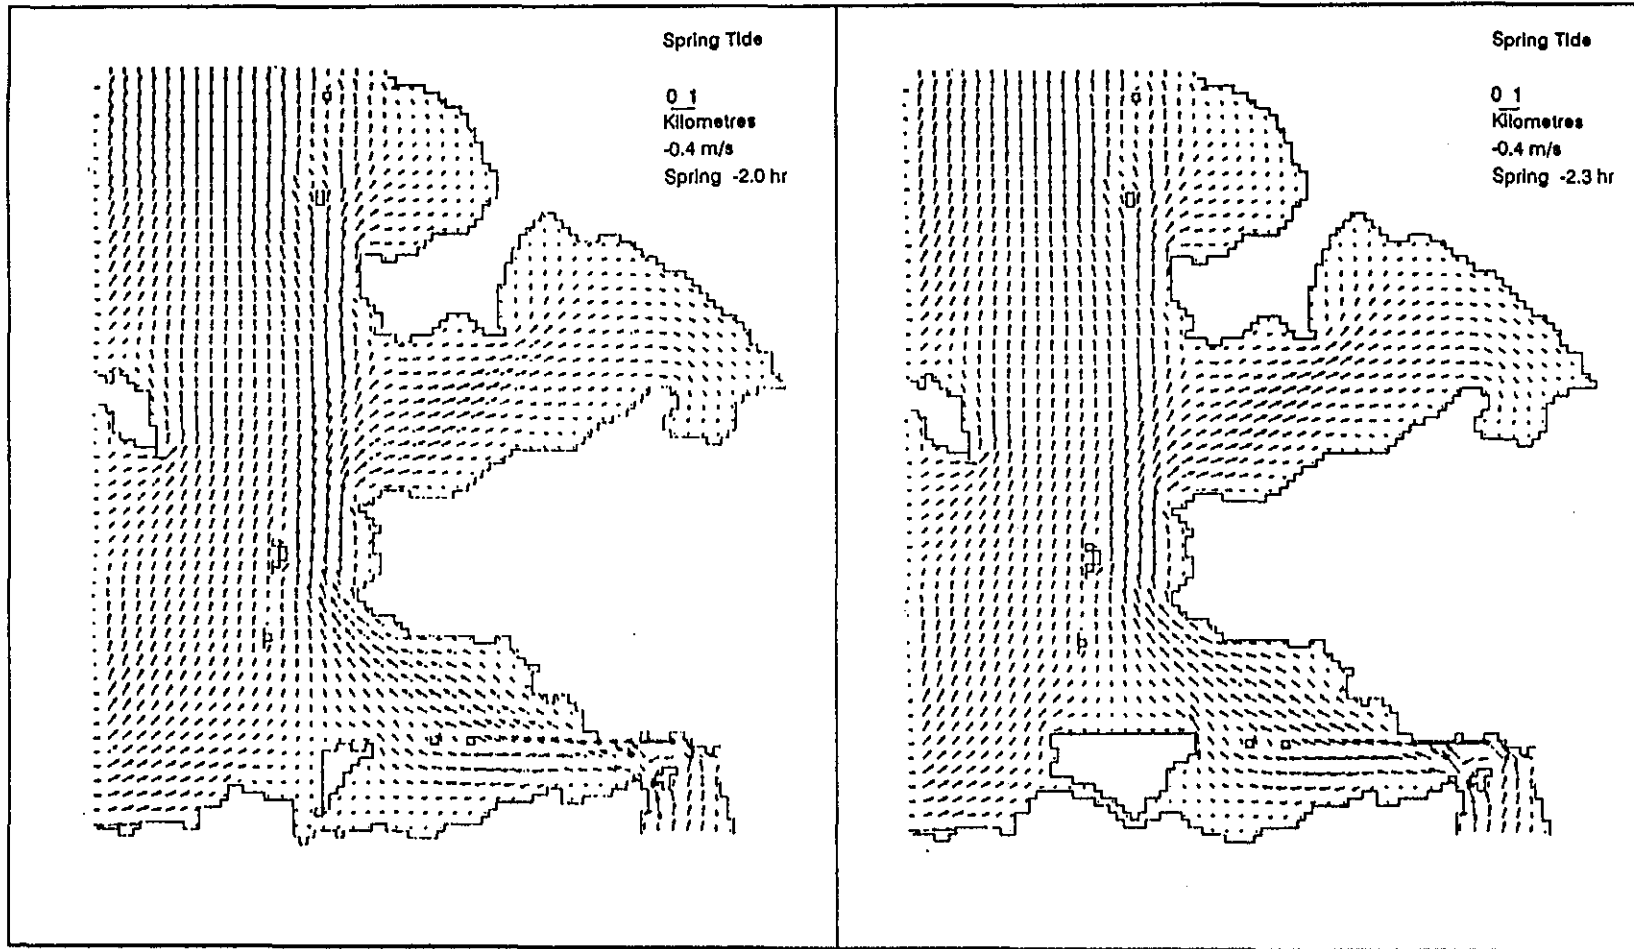 Spring Tide
0 1
Kilometres
-0.4 m/s
Spring -2.0 hr
Spring Tide
0 1
Kilometres
-0.4 m/s
Spring -2.3 hr